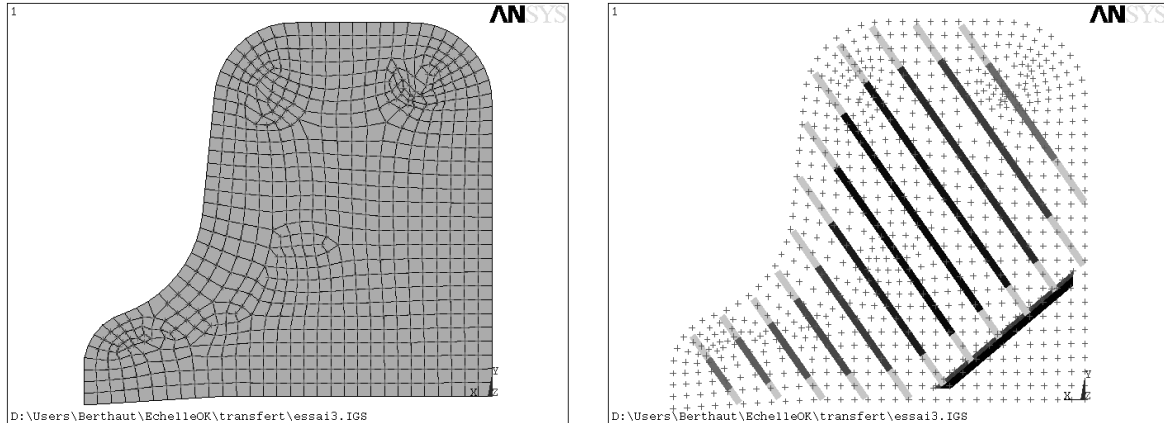 1
ANSYS
Y
X
Z
D:\Users\Berthaut\EchelleOK\transfert\essai3.IGS
1
ANSYS
Y
X
Z
D:\Users\Berthaut\EchelleOK\transfert\essai3.IGS